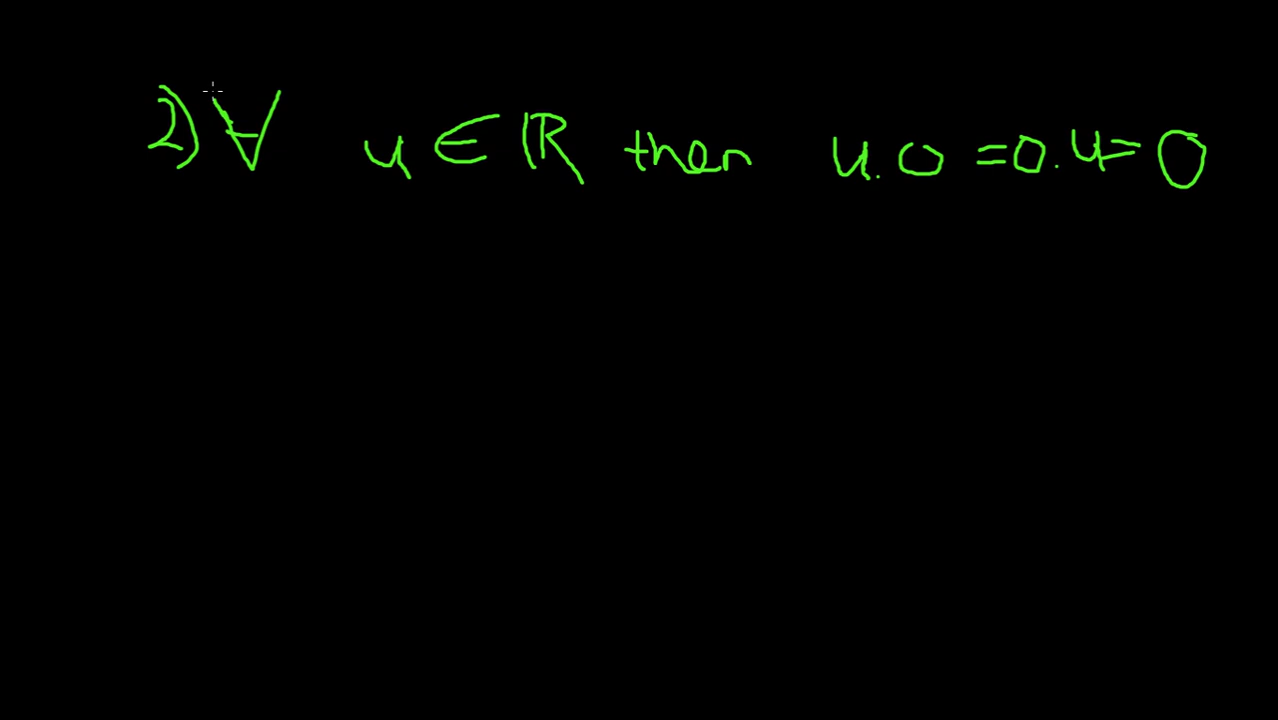 2) ∀ u ∈ ℝ then u.0 = 0.u = 0